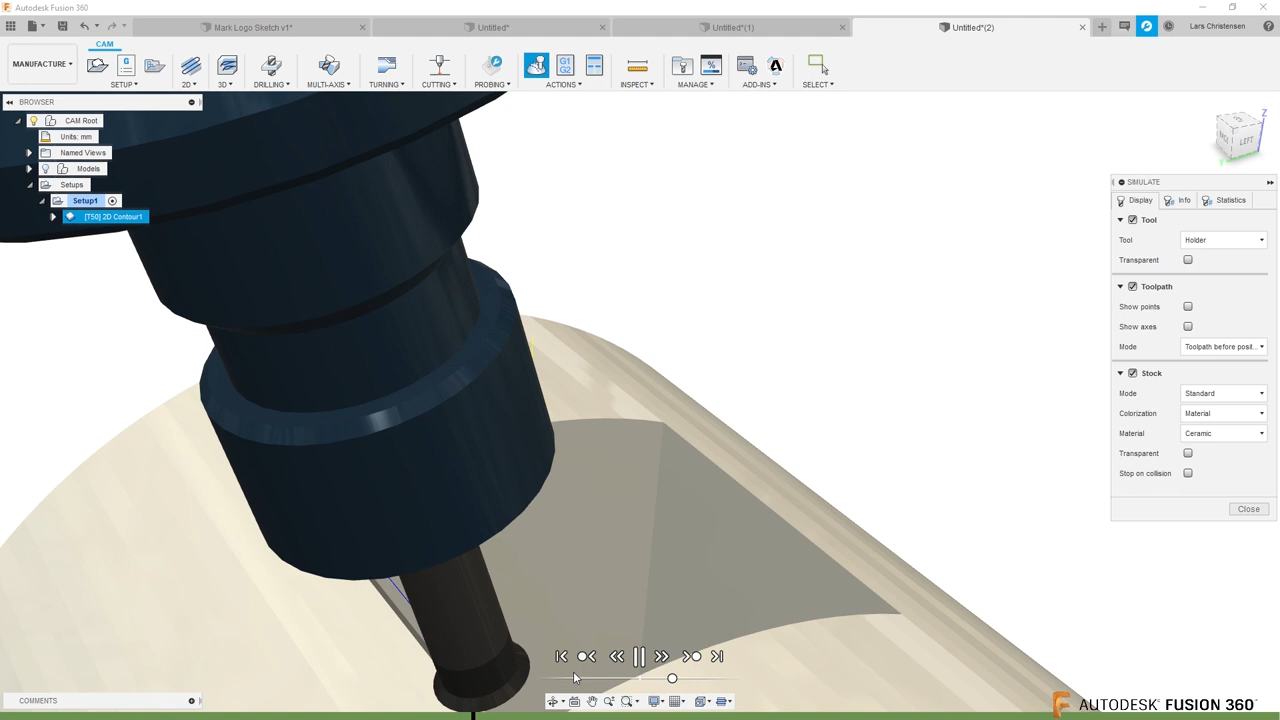 Autodesk Fusion 360
Mark Logo Sketch v1*
Untitled*
Untitled*(1)
Untitled*(2)
Lars Christensen
CAM
MANUFACTURE
SETUP
2D
3D
DRILLING
MULTI-AXIS
TURNING
CUTTING
PROBING
G1
G2
ACTIONS
INSPECT
MANAGE
ADD-INS
SELECT
BROWSER
CAM Root
Units: mm
Named Views
Models
Setups
Setup1
[T50] 2D Contour1
Z
LEFT
SIMULATE
Display
Info
Statistics
Tool
Tool
Holder
Transparent
Toolpath
Show points
Show axes
Mode
Toolpath before posit...
Stock
Mode
Standard
Colorization
Material
Material
Ceramic
Transparent
Stop on collision
Close
COMMENTS
AUTODESK FUSION 360